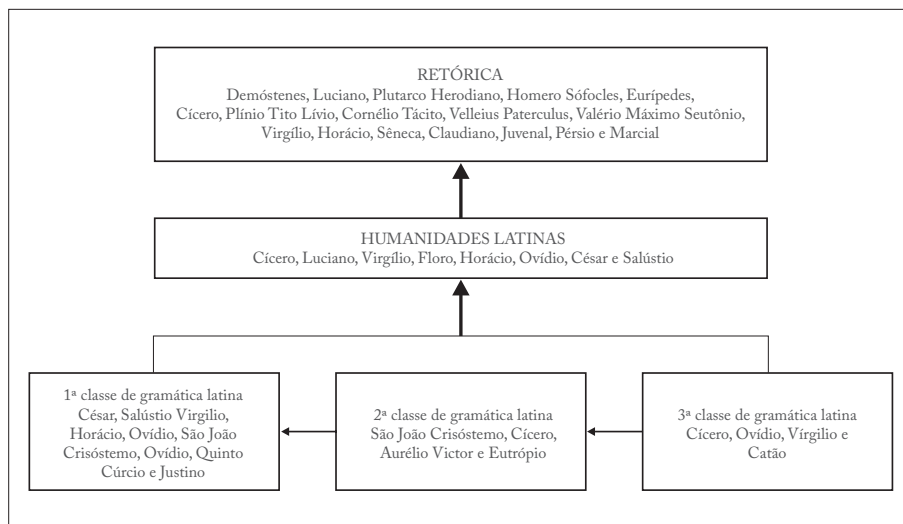 RETÓRICA
Demóstenes, Luciano, Plutarco Herodiano, Homero Sófocles, Eurípedes,
Cícero, Plínio Tito Lívio, Cornélio Tácito, Velleius Paterculus, Valério Máximo Seutônio,
Virgílio, Horácio, Sêneca, Claudiano, Juvenal, Pérsio e Marcial
HUMANIDADES LATINAS
Cícero, Luciano, Virgílio, Floro, Horácio, Ovídio, César e Salústio
1ª classe de gramática latina
César, Salústio Virgilio,
Horácio, Ovídio, São João
Crisóstemo, Ovídio, Quinto
Cúrcio e Justino
2ª classe de gramática latina
São João Crisóstemo, Cícero,
Aurélio Victor e Eutrópio
3ª classe de gramática latina
Cícero, Ovídio, Vírgilio e
Catão